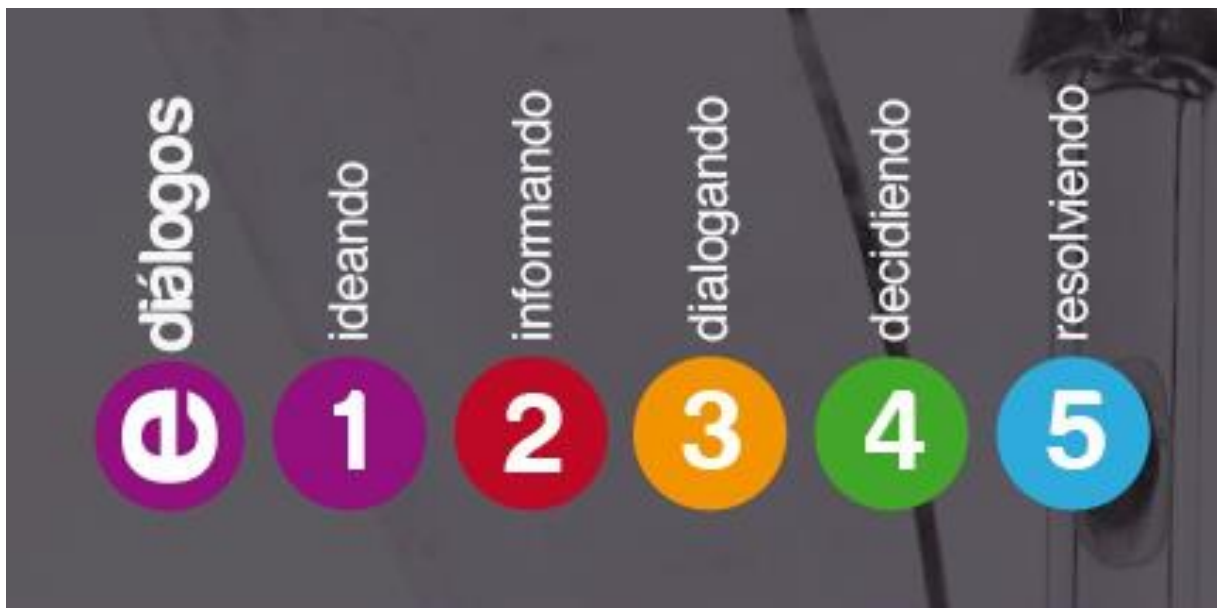 e diálogos
1 ideando
2 informando
3 dialogando
4 decidiendo
5 resolviendo